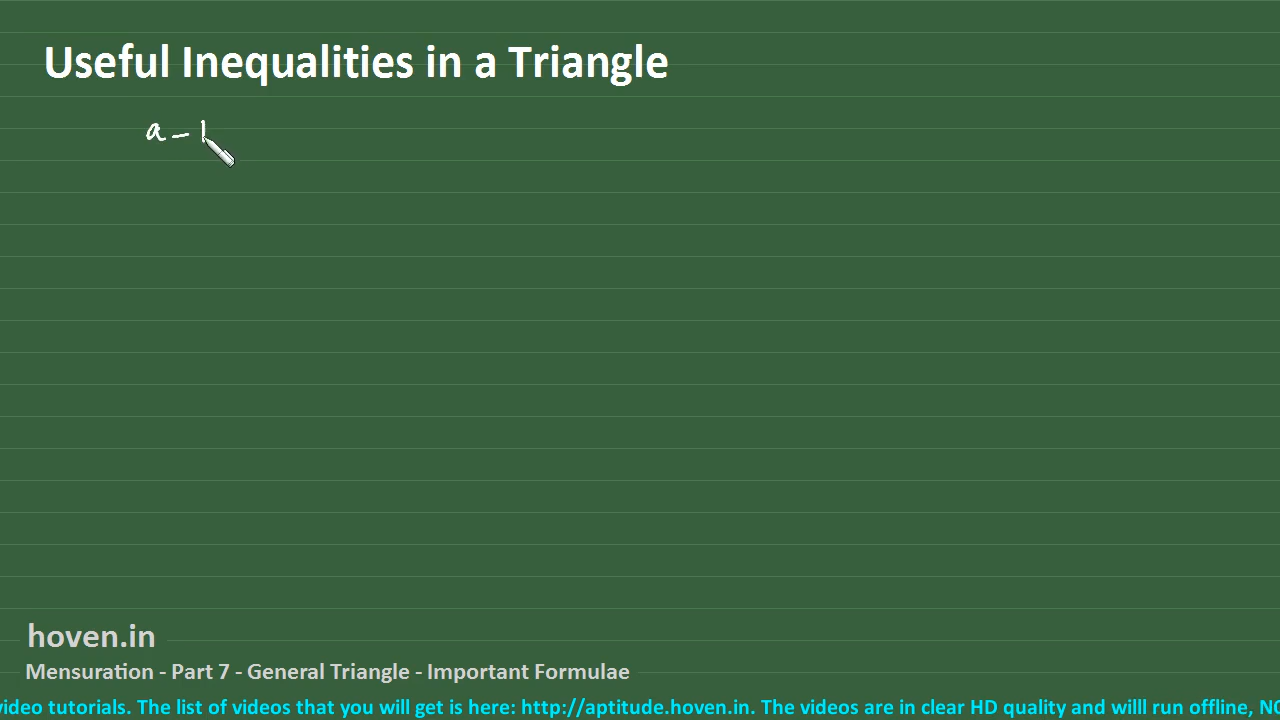 Useful Inequalities in a Triangle
a - l
hoven.in
Mensuration - Part 7 - General Triangle - Important Formulae
video tutorials. The list of videos that you will get is here: http://aptitude.hoven.in. The videos are in clear HD quality and willl run offline, NO